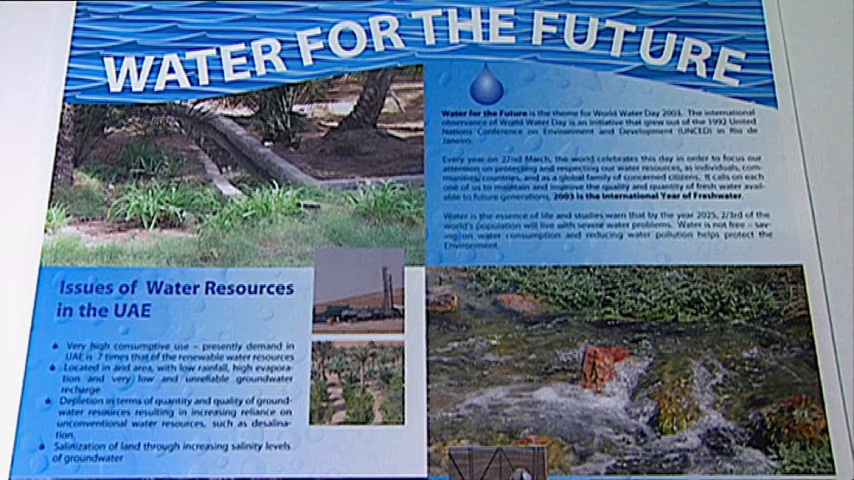 WATER FOR THE FUTURE
Water for the Future is the theme for World Water Day 2003. The international
observance of World Water Day is an initiative that grew out of the 1992 United
Nations Conference on Environment and Development (UNCED) in Rio de
Janeiro.
Every year on 22nd March, the world celebrates this day in order to focus our
attention on protecting and respecting our water resources, as individuals, com-
munities, countries, and as a global family of concerned citizens. It calls on each
one of us to maintain and improve the quality and quantity of fresh water avail-
able to future generations. 2003 is the International Year of Freshwater.
Water is the essence of life and studies warn that by the year 2025, 2/3rd of the
world's population will live with severe water problems. Water is not free – sav-
ing on water consumption and reducing water pollution helps protect the
Environment.
Issues of Water Resources
in the UAE
Very high consumptive use – presently demand in
UAE is 7 times that of the renewable water resources
Located in arid area, with low rainfall, high evapora-
tion and very low and unreliable groundwater
recharge
Depletion in terms of quantity and quality of ground-
water resources resulting in increasing reliance on
unconventional water resources, such as desalina-
tion.
Salinization of land through increasing salinity levels
of groundwater